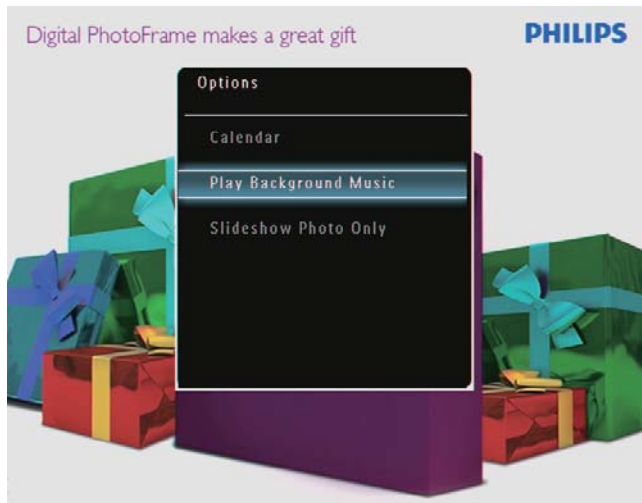 Digital PhotoFrame makes a great gift
PHILIPS
Options
Calendar
Play Background Music
Slideshow Photo Only